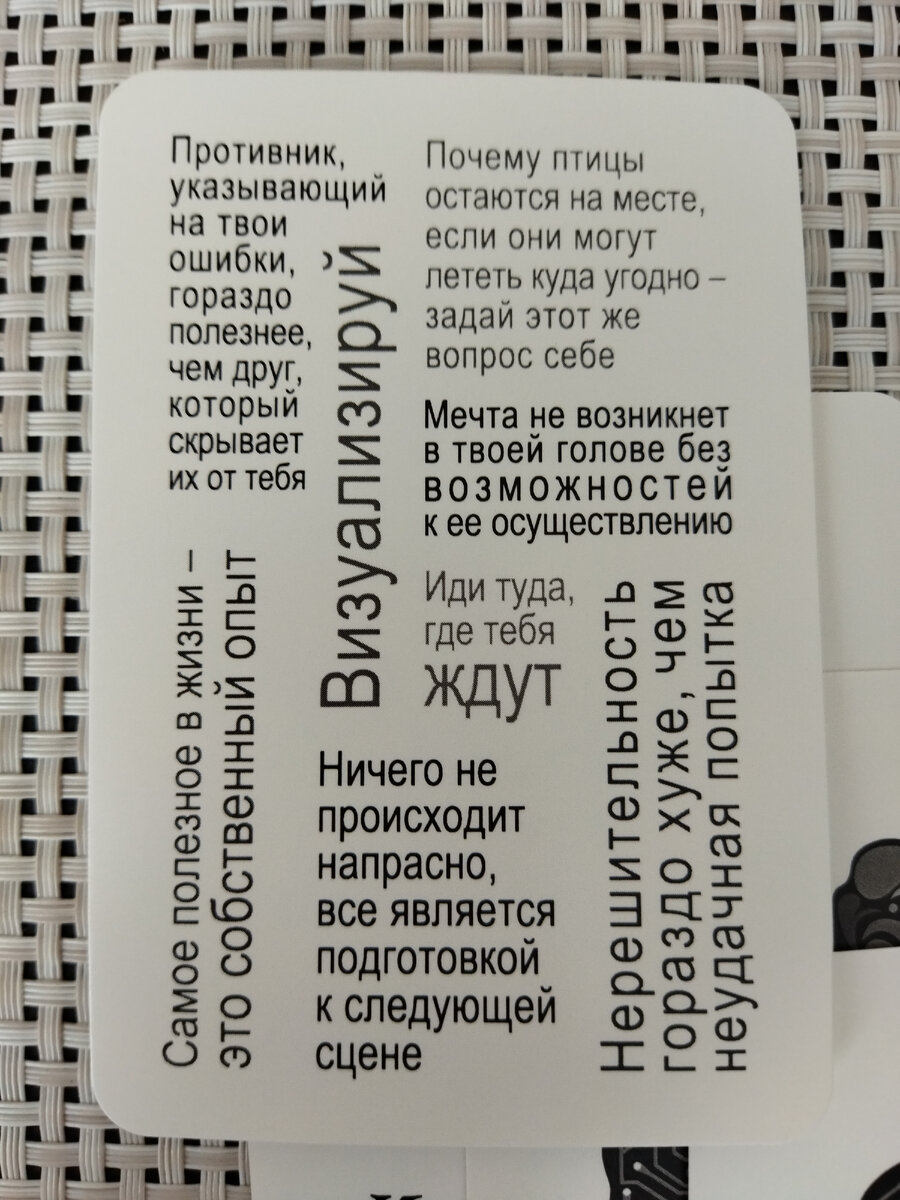 Противник,
указывающий
на твои
ошибки,
гораздо
полезнее,
чем друг,
который
скрывает
их от тебя
Визуализируй
Почему птицы
остаются на месте,
если они могут
лететь куда угодно –
задай этот же
вопрос себе
Мечта не возникнет
в твоей голове без
возможностей
к ее осуществлению
Самое полезное в жизни –
это собственный опыт
Иди туда,
где тебя
ждут
Ничего не
происходит
напрасно,
все является
подготовкой
к следующей
сцене
Нерешительность
гораздо хуже, чем
неудачная попытка